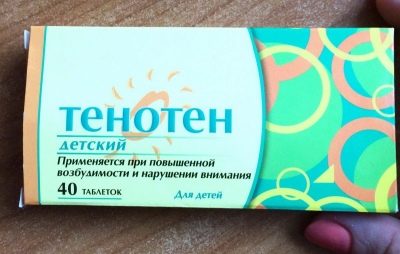 ТЕНОТЕН
детский
Применяется при повышенной
возбудимости и нарушении внимания
40 ТАБЛЕТОК
Для детей